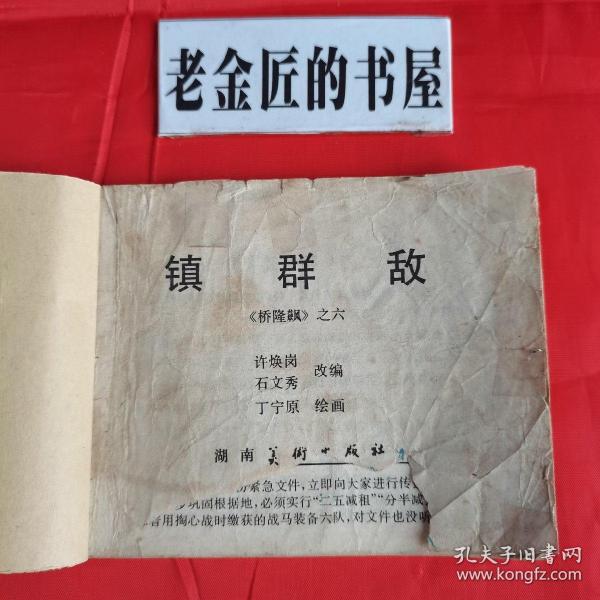 老金匠的书屋
镇群敌
《桥隆飙》之六
许焕岗
石文秀 改编
丁宁原 绘画
湖南美术出版社
紧急文件，立即向大家进行传
巩固根据地，必须实行“二五减租”“分半减
用掏心战时缴获的战马装备六队，对文件也没
孔夫子旧书网
www.kongfz.com